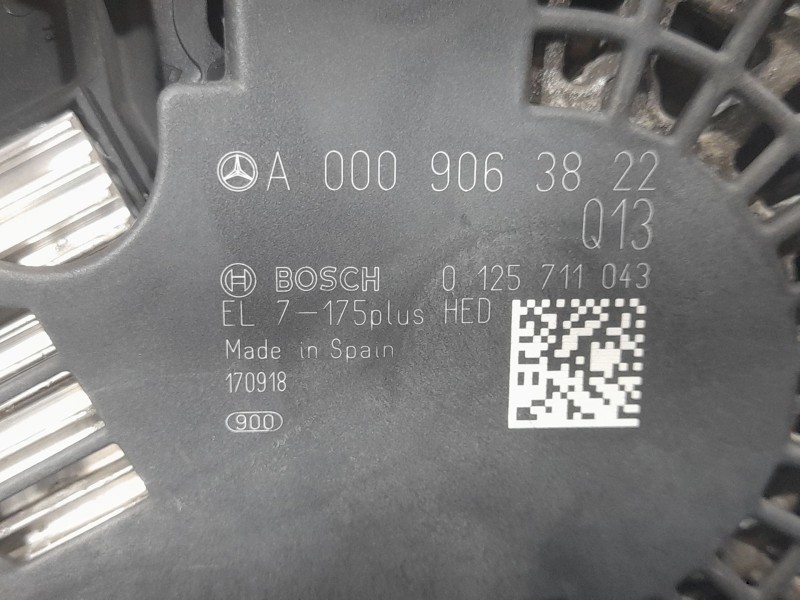 A 000 906 38 22
Q13
BOSCH 0 125 711 043
EL 7-175plus HED
Made in Spain
170918
900